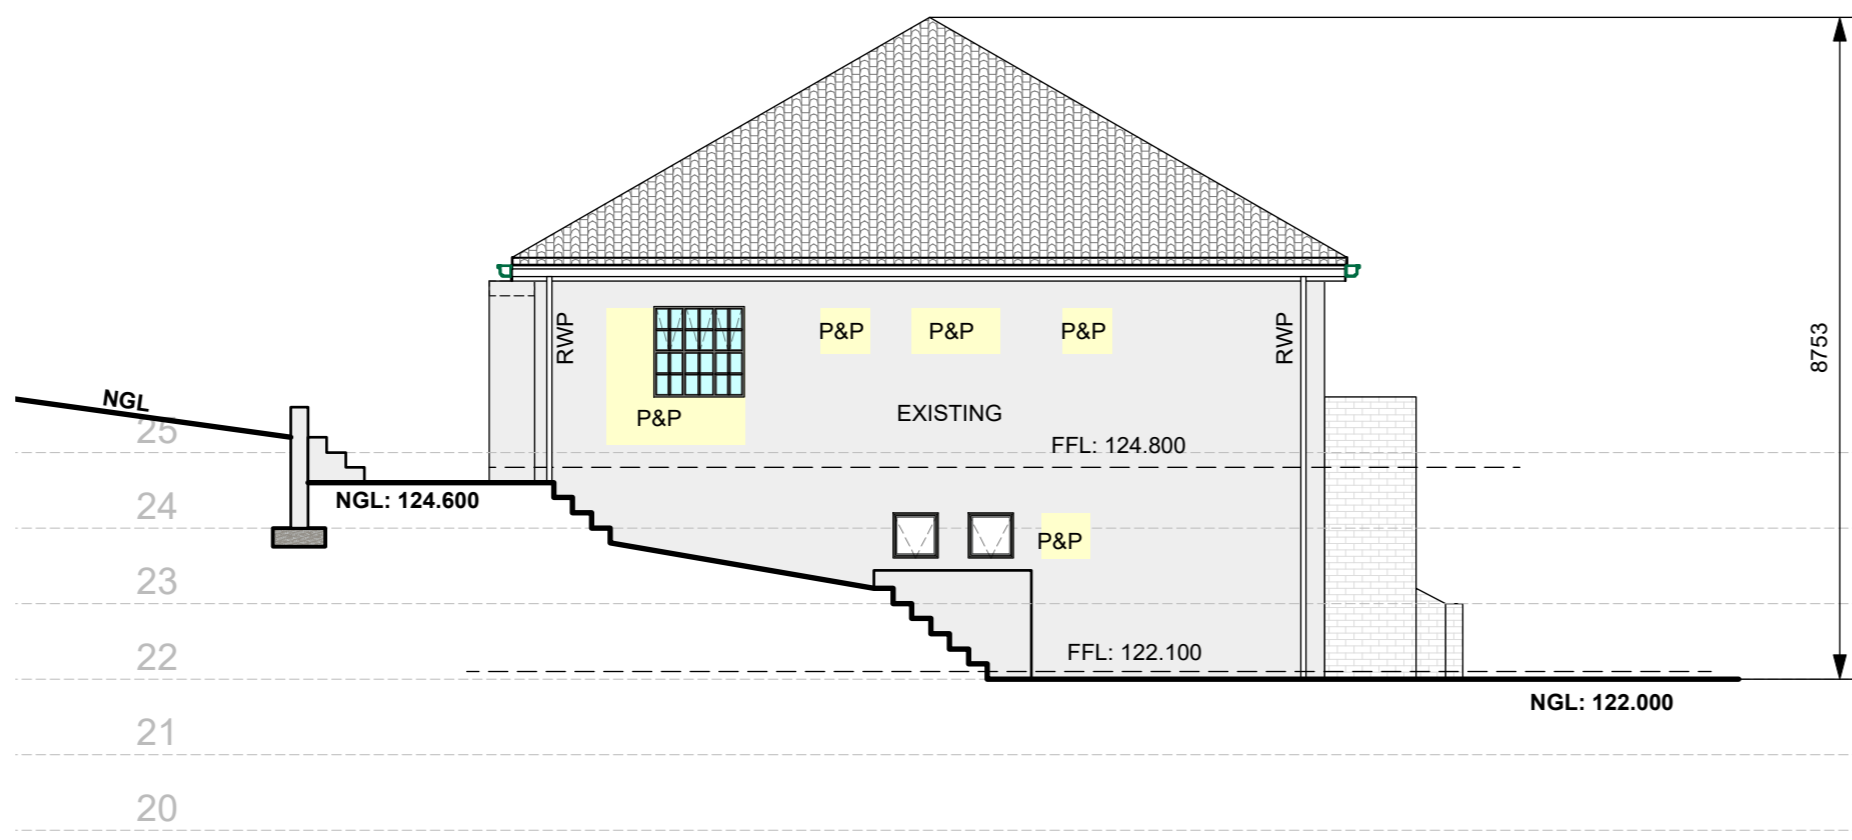 RWP
P&P
P&P
P&P
RWP
8753
NGL
25
P&P
EXISTING
FFL: 124.800
NGL: 124.600
24
P&P
23
22
FFL: 122.100
NGL: 122.000
21
20